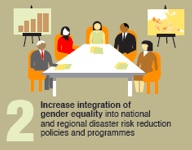 2
Increase integration of
gender equality into national
and regional disaster risk reduction
policies and programmes